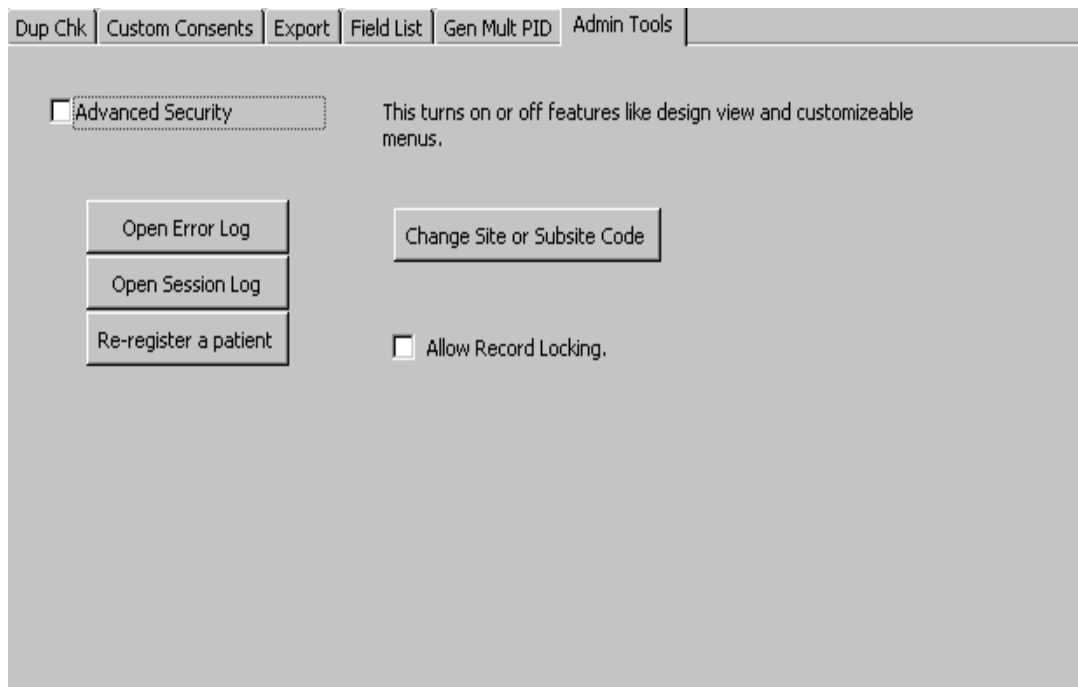 Dup Chk Custom Consents Export Field List Gen Mult PID Admin Tools
Advanced Security
This turns on or off features like design view and customizeable
menus.
Open Error Log
Change Site or Subsite Code
Open Session Log
Re-register a patient
Allow Record Locking.